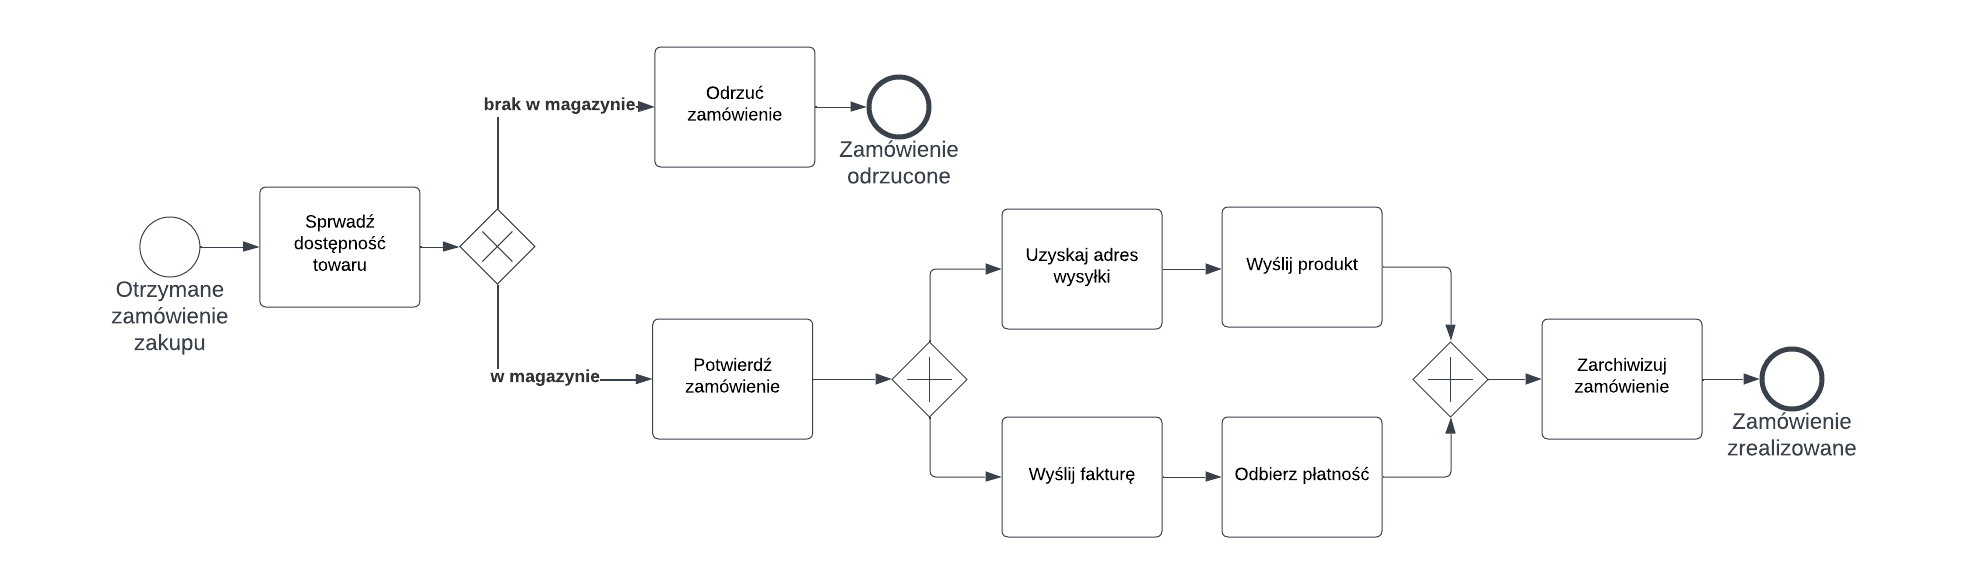 Otrzymane
zamówienie
zakupu
Sprwadź
dostępność
towaru
brak w magazynie
Odrzuć
zamówienie
Zamówienie
odrzucone
w magazynie
Potwierdź
zamówienie
Uzyskaj adres
wysyłki
Wyślij produkt
Wyślij fakturę
Odbierz płatność
Zarchiwizuj
zamówienie
Zamówienie
zrealizowane